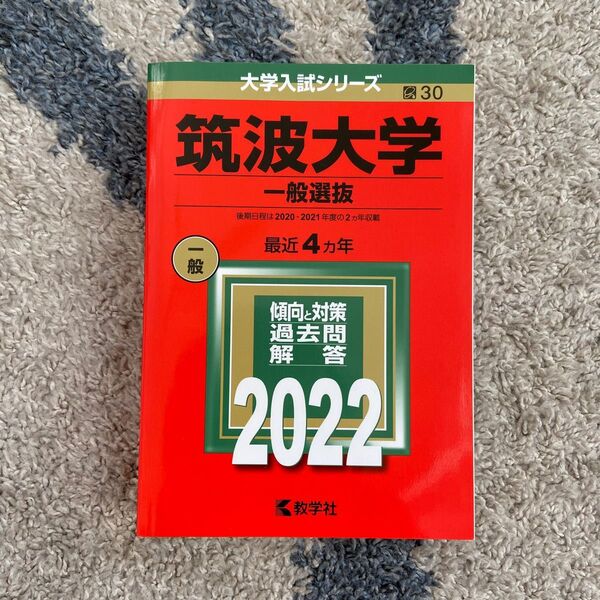 大学入試シリーズ
30
筑波大学
一般選抜
後期日程は2020・2021年度の2ヵ年収載
最近4ヵ年
一般
傾向と対策
過去問
解答
2022
教学社